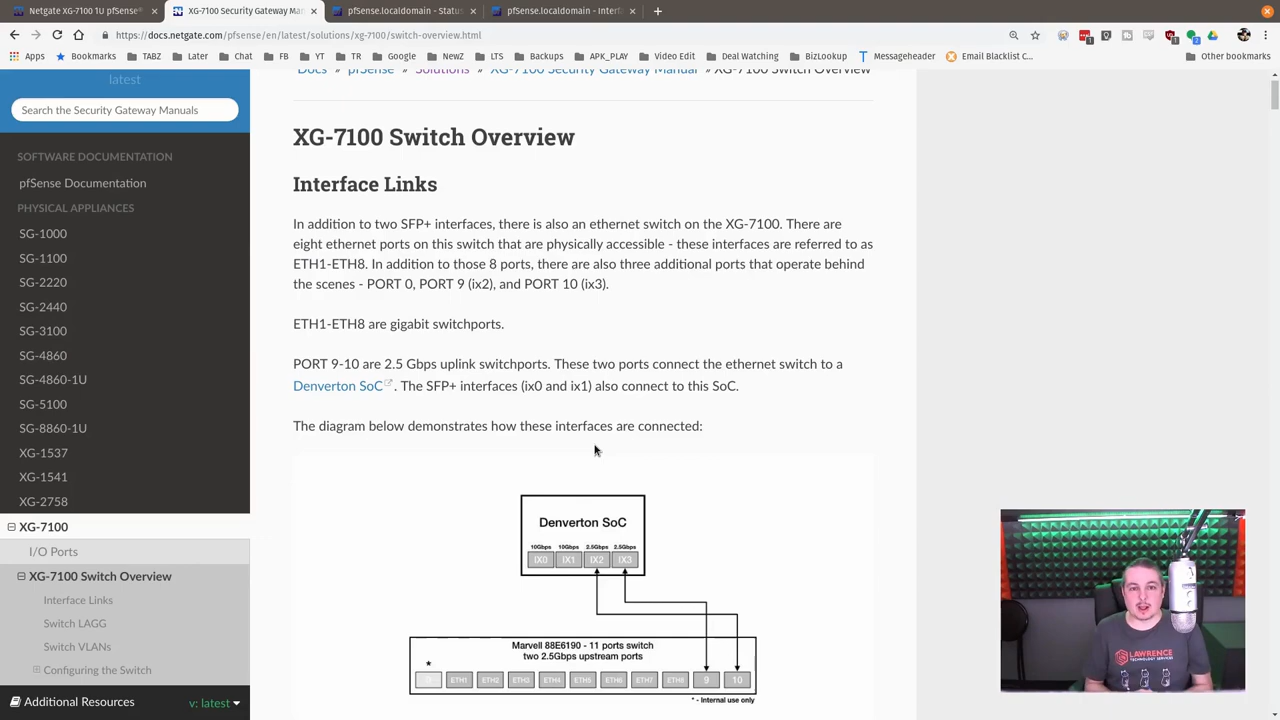 Netgate XG-7100 1U pfSense®
XG-7100 Security Gateway Man
pfSense.localdomain - Status
pfSense.localdomain - Interf
https://docs.netgate.com/pfsense/en/latest/solutions/xg-7100/switch-overview.html
Apps Bookmarks TABZ Later Chat FB YT TR Google NewZ LTS Backups APK_PLAY Video Edit Deal Watching BizLookup Messageheader Email Blacklist C... Other bookmarks
latest
Search the Security Gateway Manuals
SOFTWARE DOCUMENTATION
pfSense Documentation
PHYSICAL APPLIANCES
SG-1000
SG-1100
SG-2220
SG-2440
SG-3100
SG-4860
SG-4860-1U
SG-5100
SG-8860-1U
XG-1537
XG-1541
XG-2758
XG-7100
I/O Ports
XG-7100 Switch Overview
Interface Links
Switch LAGG
Switch VLANs
Configuring the Switch
Additional Resources v: latest
Docs » pfSense » Solutions » XG-7100 Security Gateway Manual » XG-7100 Switch Overview
XG-7100 Switch Overview
Interface Links
In addition to two SFP+ interfaces, there is also an ethernet switch on the XG-7100. There are
eight ethernet ports on this switch that are physically accessible - these interfaces are referred to as
ETH1-ETH8. In addition to those 8 ports, there are also three additional ports that operate behind
the scenes - PORT 0, PORT 9 (ix2), and PORT 10 (ix3).
ETH1-ETH8 are gigabit switchports.
PORT 9-10 are 2.5 Gbps uplink switchports. These two ports connect the ethernet switch to a
Denverton SoC. The SFP+ interfaces (ix0 and ix1) also connect to this SoC.
The diagram below demonstrates how these interfaces are connected:
Denverton SoC
10Gbps 10Gbps 2.5Gbps 2.5Gbps
IX0 IX1 IX2 IX3
Marvell 88E6190 - 11 ports switch
two 2.5Gbps upstream ports
*
0 ETH1 ETH2 ETH3 ETH4 ETH5 ETH6 ETH7 ETH8 9 10
* - Internal use only
LAWRENCE
TECHNOLOGY SERVICES